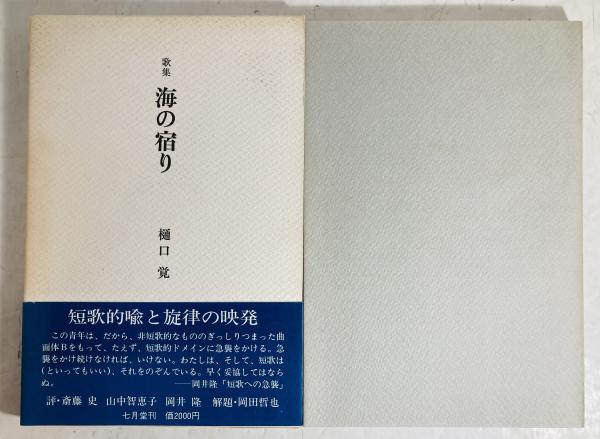 歌集
海の宿り
樋口 覚
短歌的喩と旋律の映発
この青年は、だから、非短歌的なもののぎっしりつまった曲
面体Bをもって、たえず、短歌的ドメインに急襲をかける。急
襲をかけ続けなければ、いけない。わたしは、そして、短歌は
(といってもいい)、それをのぞんでいる。早く妥協してはなら
ぬ。 ——岡井隆「短歌への急襲」
評・斎藤 史 山中智恵子 岡井 隆 解題・岡田哲也
七月堂刊 価2000円